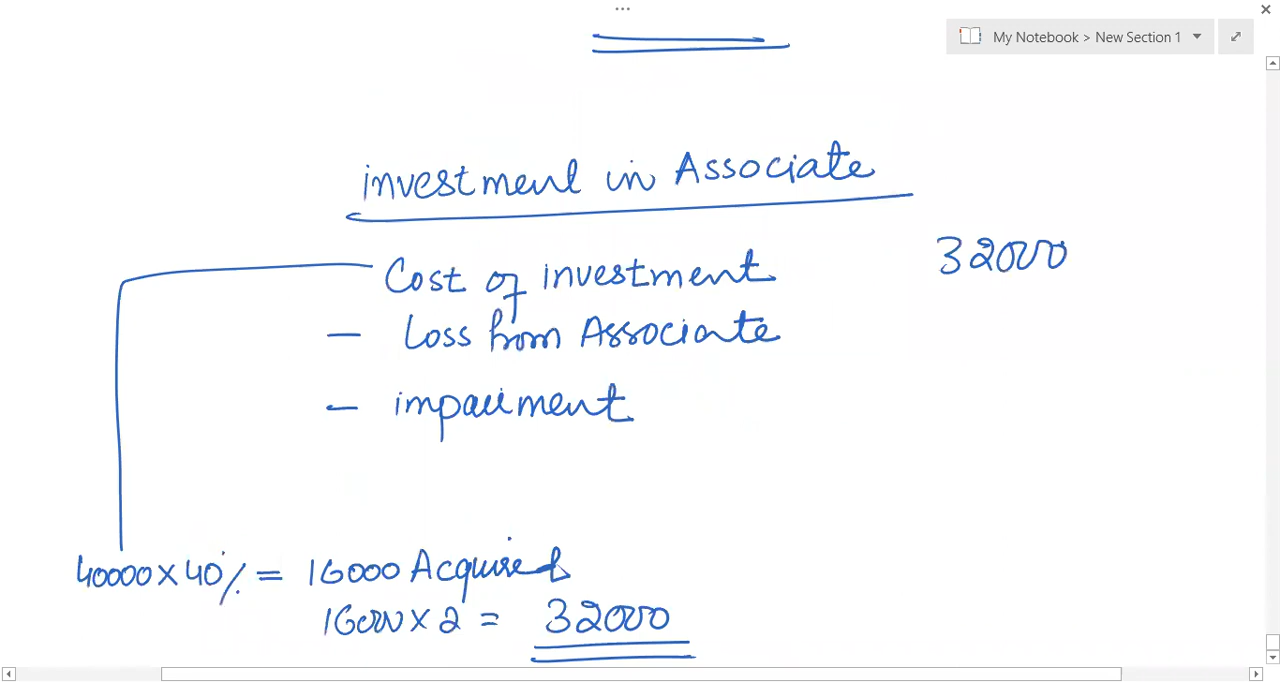 My Notebook > New Section 1
investment in Associate
Cost of investment 32000
- Loss from Associate
- impairment
40000 x 40% = 16000 Acquired
16000 x 2 = 32000